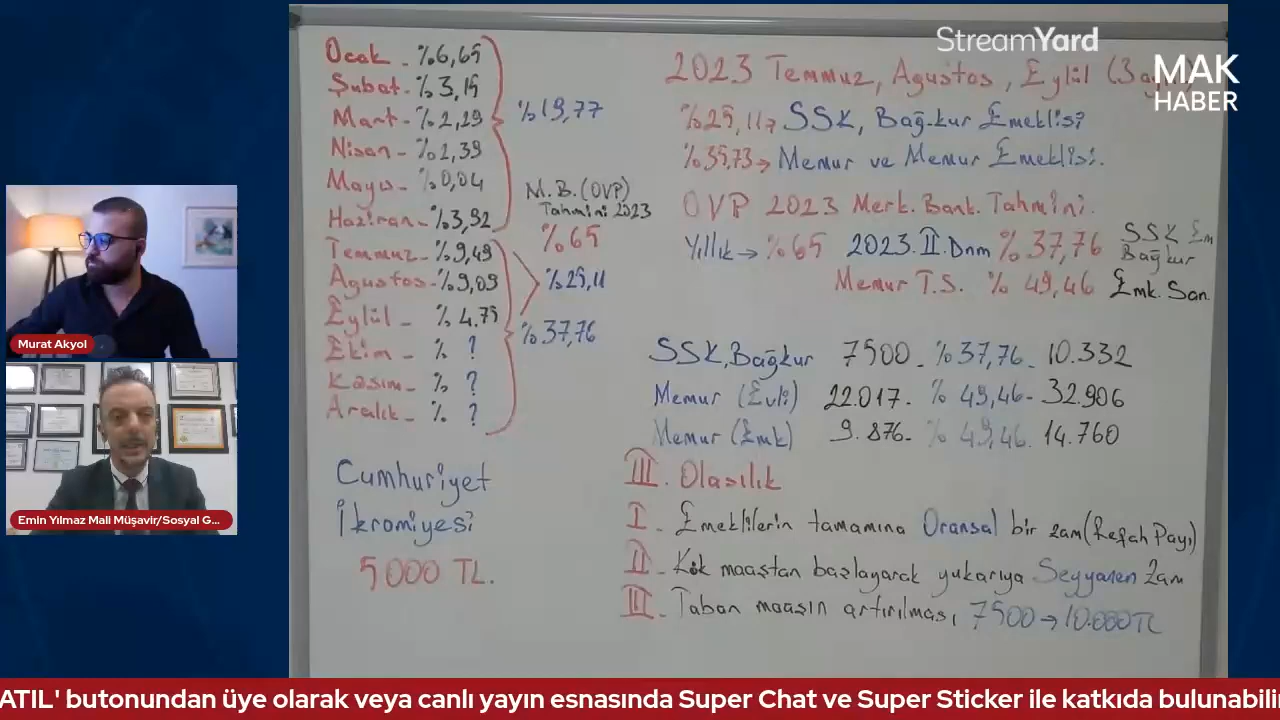 StreamYard
MAK
HABER
Ocak - %6,65
Şubat - %3,15
Mart - %2,29
Nisan - %2,39
Mayıs - %0,04
Haziran - %3,92
%19,77
M.B. (OVP)
Tahmini 2023
%65
Temmuz - %9,49
Ağustos - %9,09
Eylül - % 4.75
Ekim - % ?
Kasım - % ?
Aralık - % ?
%25,11
%37,76
Cumhuriyet
İkramiyesi
5000 TL.
2023 Temmuz, Ağustos, Eylül (3 ay)
%25,11 → SSK, Bağ-kur Emeklisi
%35,73 → Memur ve Memur Emeklisi.
OVP 2023 Merk. Bank. Tahmini.
Yıllık → %65 2023.II.Dnm %37,76 SSK Em
Bağkur
Memur T.S. % 49,46 Emk. San.
SSK, Bağkur 7500 - %37,76 - 10.332
Memur (Evli) 22.017 - % 49,46 - 32.906
Memur (Emk) 9.876 - % 49,46 - 14.760
III. Olasılık
I - Emeklilerin tamamına Oransal bir zam (Refah Payı)
II - Kök maaştan başlayarak yukarıya Seyyanen Zam
III - Taban maaşın artırılması, 7500 → 10.000 TL
Murat Akyol
Emin Yılmaz Mali Müşavir/Sosyal G...
ATIL' butonundan üye olarak veya canlı yayın esnasında Super Chat ve Super Sticker ile katkıda bulunabili